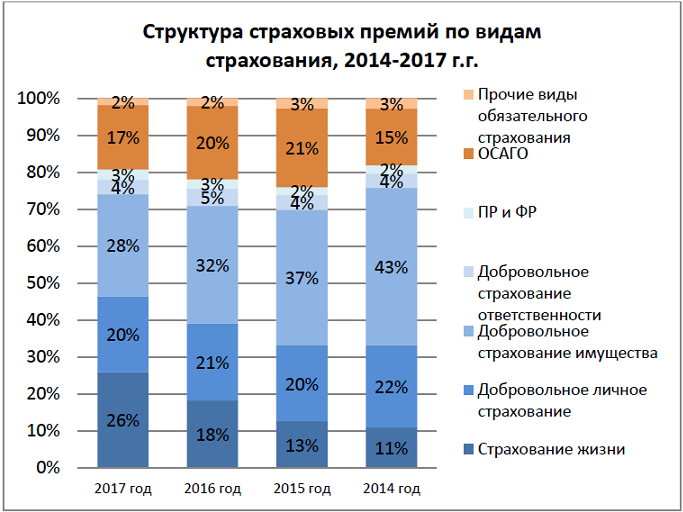 Структура страховых премий по видам
страхования, 2014-2017 г.г.
100%
90%
80%
70%
60%
50%
40%
30%
20%
10%
0%
2% 2% 3% 3%
17% 20% 21% 15%
3% 3% 2% 2%
4% 5% 4% 4%
28% 32% 37% 43%
20% 21% 20% 22%
26% 18% 13% 11%
2017 год 2016 год 2015 год 2014 год
Прочие виды
обязательного
страхования
ОСАГО
ПР и ФР
Добровольное
страхование
ответственности
Добровольное
страхование имущества
Добровольное личное
страхование
Страхование жизни